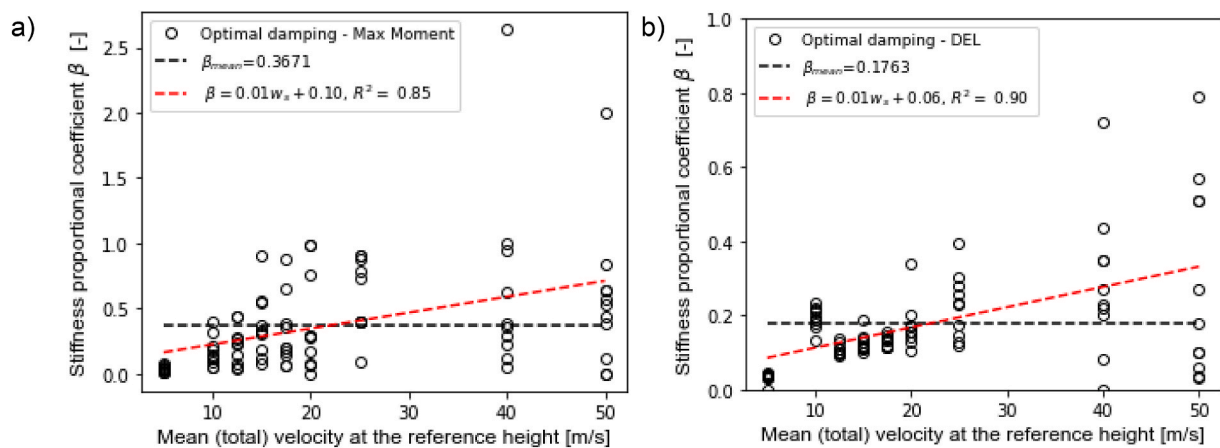 a)
Optimal damping - Max Moment
βmean=0.3671
β = 0.01ws + 0.10, R² = 0.85
Stiffness proportional coefficient β [-]
2.5
2.0
1.5
1.0
0.5
0.0
10 20 30 40 50
Mean (total) velocity at the reference height [m/s]
b)
Optimal damping - DEL
βmean=0.1763
β = 0.01ws + 0.06, R² = 0.90
Stiffness proportional coefficient β [-]
1.0
0.8
0.6
0.4
0.2
0.0
10 20 30 40 50
Mean (total) velocity at the reference height [m/s]